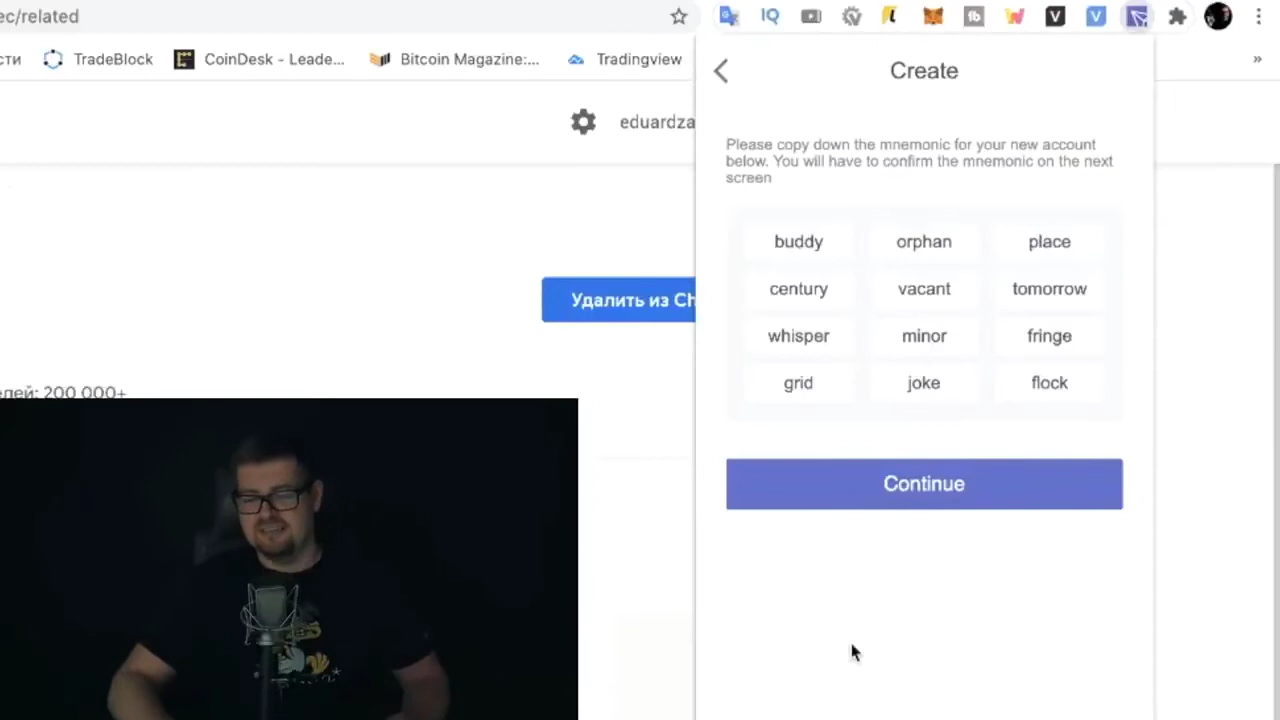 ec/related
сти TradeBlock CoinDesk - Leade... Bitcoin Magazine:... Tradingview »
Create
eduardza
Please copy down the mnemonic for your new account
below. You will have to confirm the mnemonic on the next
screen
buddy orphan place
century vacant tomorrow
whisper minor fringe
grid joke flock
Удалить из Ch
елей: 200 000+
Continue